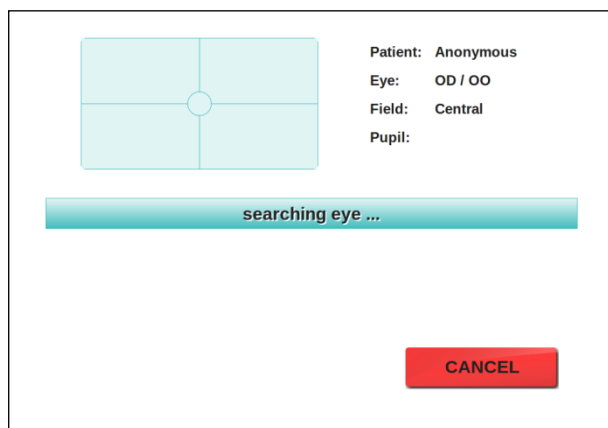 Patient: Anonymous
Eye: OD / OO
Field: Central
Pupil:
searching eye ...
CANCEL